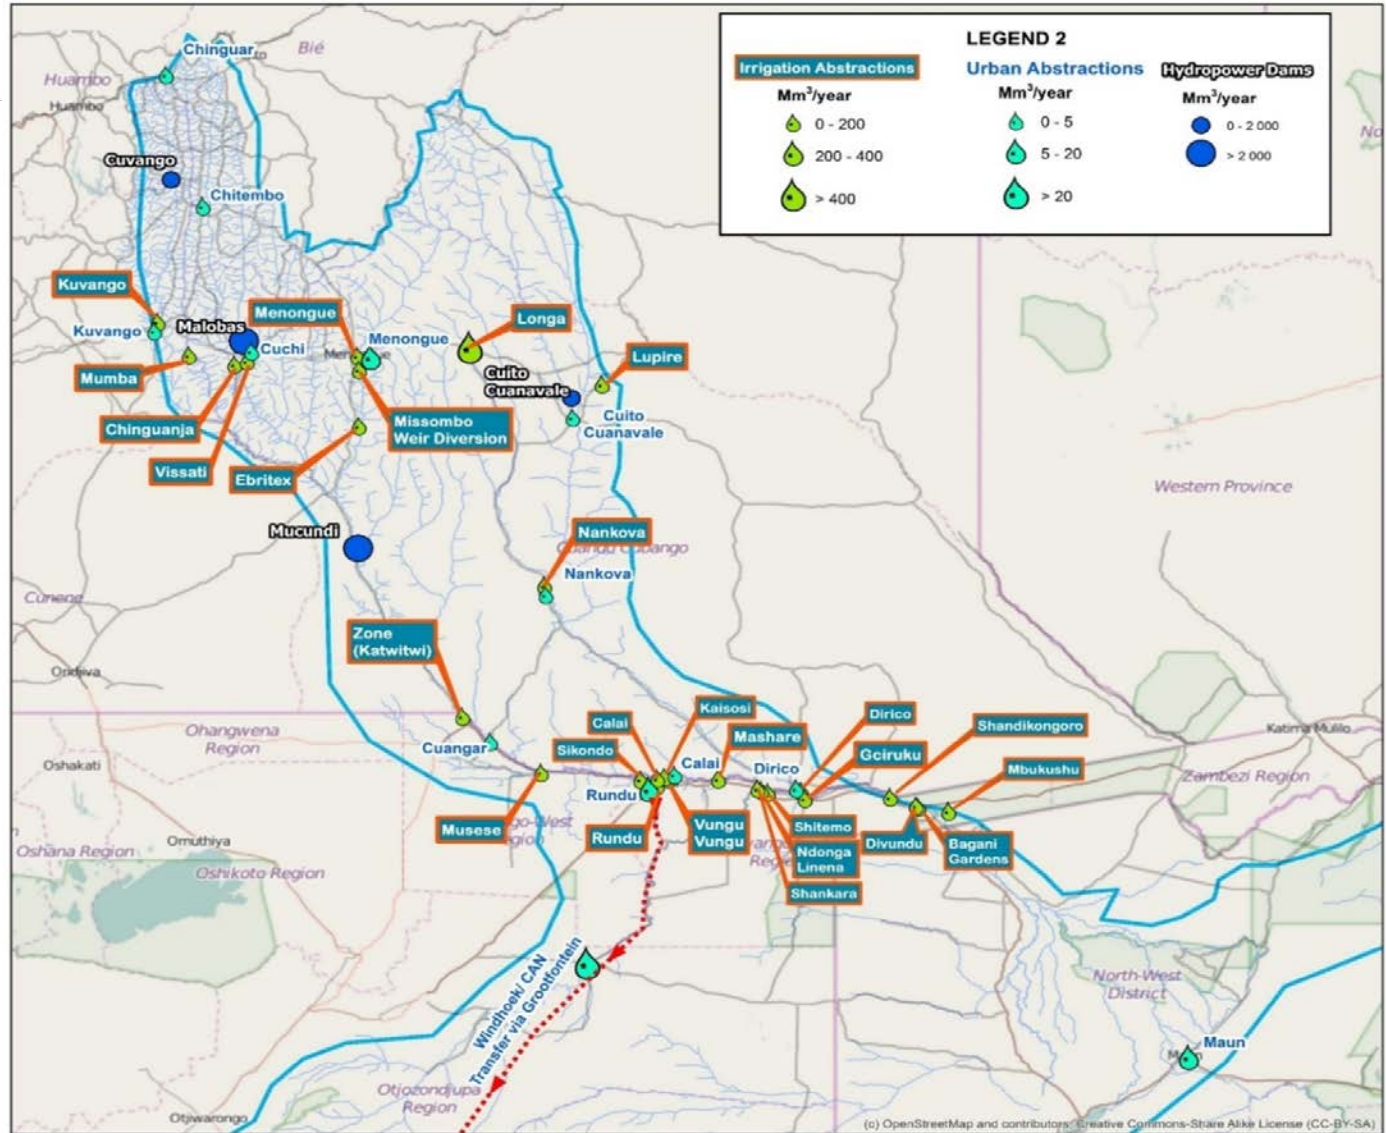 LEGEND 2
Irrigation Abstractions
Mm³/year
0 - 200
200 - 400
> 400
Urban Abstractions
Mm³/year
0 - 5
5 - 20
> 20
Hydropower Dams
Mm³/year
0 - 2 000
> 2 000
Chinguar
Bié
Huambo
Huambo
Cuvango
Chitembo
Kuvango
Kuvango
Malobas
Menongue
Menongue
Longa
Cuchi
Mumba
Cuito
Cuanavale
Lupire
Chinguanja
Missombo
Weir Diversion
Cuito
Cuanavale
Vissati
Ebritex
Western Province
Mucundi
Nankova
Nankova
Cunene
Zone
(Katwitwi)
Ondjiva
Ohangwena
Region
Oshakati
Cuangar
Calai
Kaisosi
Dirico
Sikondo
Mashare
Gciruku
Shandikongoro
Katima Mulilo
Calai
Dirico
Mbukushu
Zambezi Region
Rundu
Musese
Rundu
Vungu
Vungu
Shitemo
Ndonga
Linena
Shankara
Divundu
Bagani
Gardens
Omuthiya
Oshana Region
Oshikoto Region
Windhoek/ CAN
Transfer via Grootfontein
North-West
District
Maun
Otjozondjupa
Region
Otjiwarongo
(c) OpenStreetMap and contributors, Creative Commons-Share Alike License (CC-BY-SA)